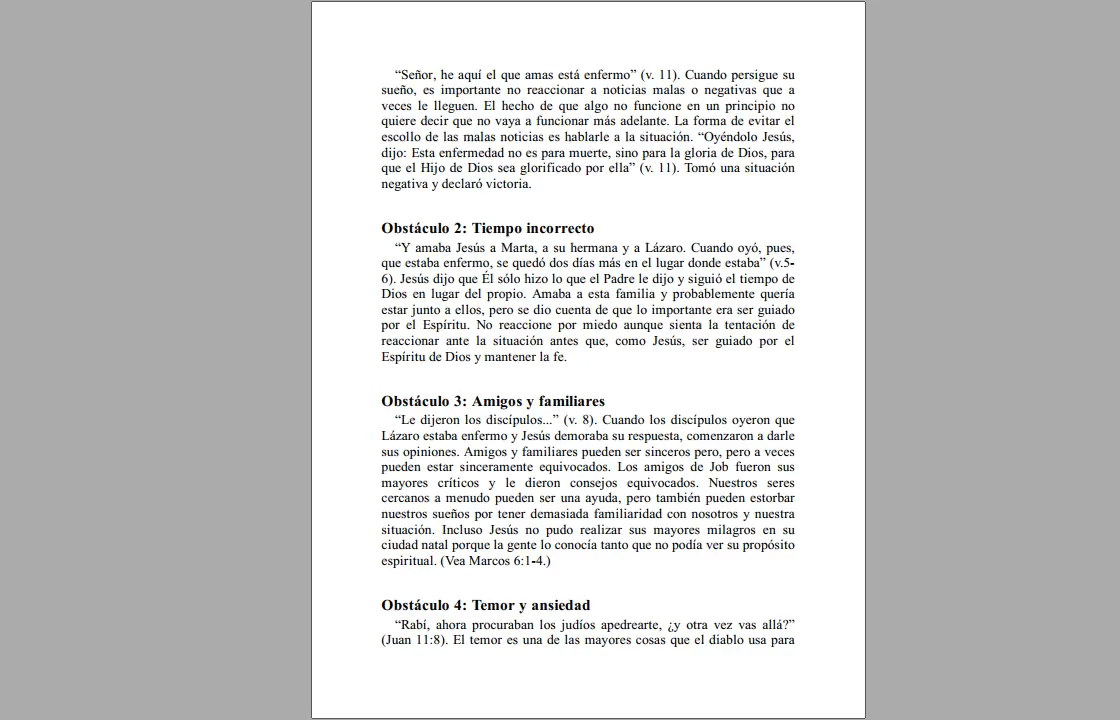 “Señor, he aquí el que amas está enfermo” (v. 11). Cuando persigue su
sueño, es importante no reaccionar a noticias malas o negativas que a
veces le lleguen. El hecho de que algo no funcione en un principio no
quiere decir que no vaya a funcionar más adelante. La forma de evitar el
escollo de las malas noticias es hablarle a la situación. “Oyéndolo Jesús,
dijo: Esta enfermedad no es para muerte, sino para la gloria de Dios, para
que el Hijo de Dios sea glorificado por ella” (v. 11). Tomó una situación
negativa y declaró victoria.
Obstáculo 2: Tiempo incorrecto
“Y amaba Jesús a Marta, a su hermana y a Lázaro. Cuando oyó, pues,
que estaba enfermo, se quedó dos días más en el lugar donde estaba” (v.5-
6). Jesús dijo que Él sólo hizo lo que el Padre le dijo y siguió el tiempo de
Dios en lugar del propio. Amaba a esta familia y probablemente quería
estar junto a ellos, pero se dio cuenta de que lo importante era ser guiado
por el Espíritu. No reaccione por miedo aunque sienta la tentación de
reaccionar ante la situación antes que, como Jesús, ser guiado por el
Espíritu de Dios y mantener la fe.
Obstáculo 3: Amigos y familiares
“Le dijeron los discípulos...” (v. 8). Cuando los discípulos oyeron que
Lázaro estaba enfermo y Jesús demoraba su respuesta, comenzaron a darle
sus opiniones. Amigos y familiares pueden ser sinceros pero, pero a veces
pueden estar sinceramente equivocados. Los amigos de Job fueron sus
mayores críticos y le dieron consejos equivocados. Nuestros seres
cercanos a menudo pueden ser una ayuda, pero también pueden estorbar
nuestros sueños por tener demasiada familiaridad con nosotros y nuestra
situación. Incluso Jesús no pudo realizar sus mayores milagros en su
ciudad natal porque la gente lo conocía tanto que no podía ver su propósito
espiritual. (Vea Marcos 6:1-4.)
Obstáculo 4: Temor y ansiedad
“Rabí, ahora procuraban los judíos apedrearte, ¿y otra vez vas allá?”
(Juan 11:8). El temor es una de las mayores cosas que el diablo usa para